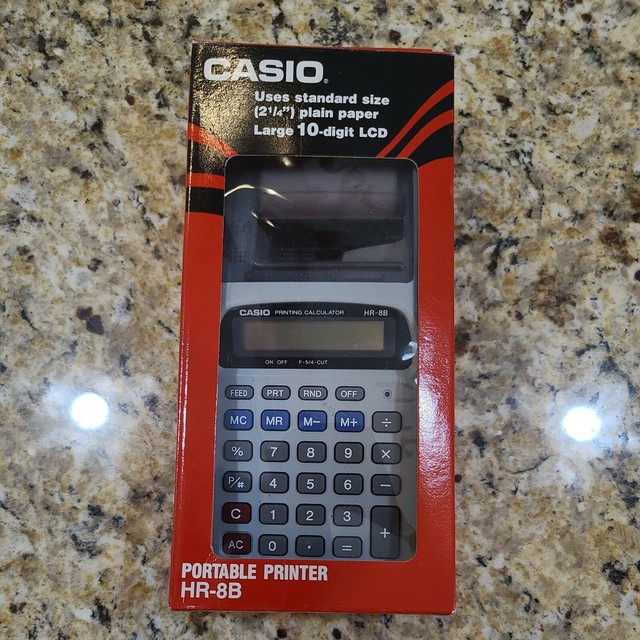 CASIO®
Uses standard size
(2 1/4") plain paper
Large 10-digit LCD
CASIO PRINTING CALCULATOR HR-8B
ON OFF F·5/4·CUT
FEED PRT RND OFF
MC MR M− M+ ÷
% 7 8 9 ×
P/# 4 5 6 −
C 1 2 3 +
AC 0 · =
PORTABLE PRINTER
HR-8B